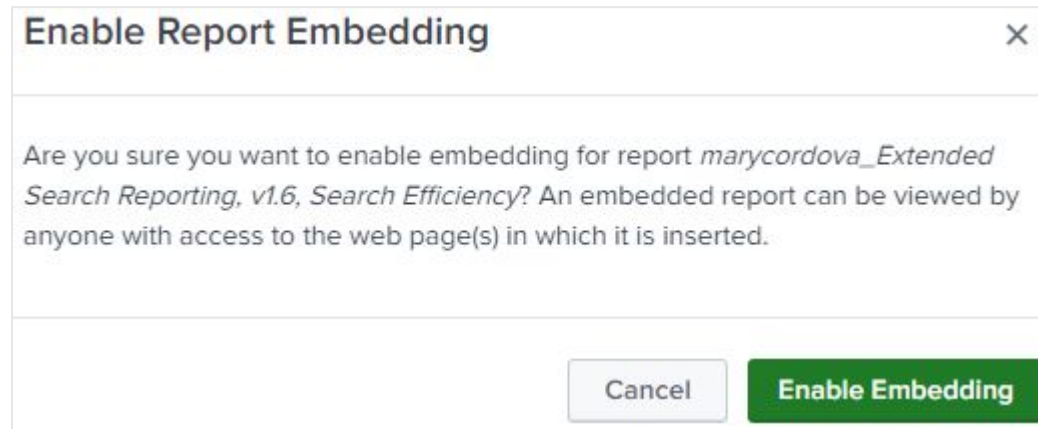 Enable Report Embedding
Are you sure you want to enable embedding for report marycordova_Extended
Search Reporting, v1.6, Search Efficiency? An embedded report can be viewed by
anyone with access to the web page(s) in which it is inserted.
Cancel
Enable Embedding